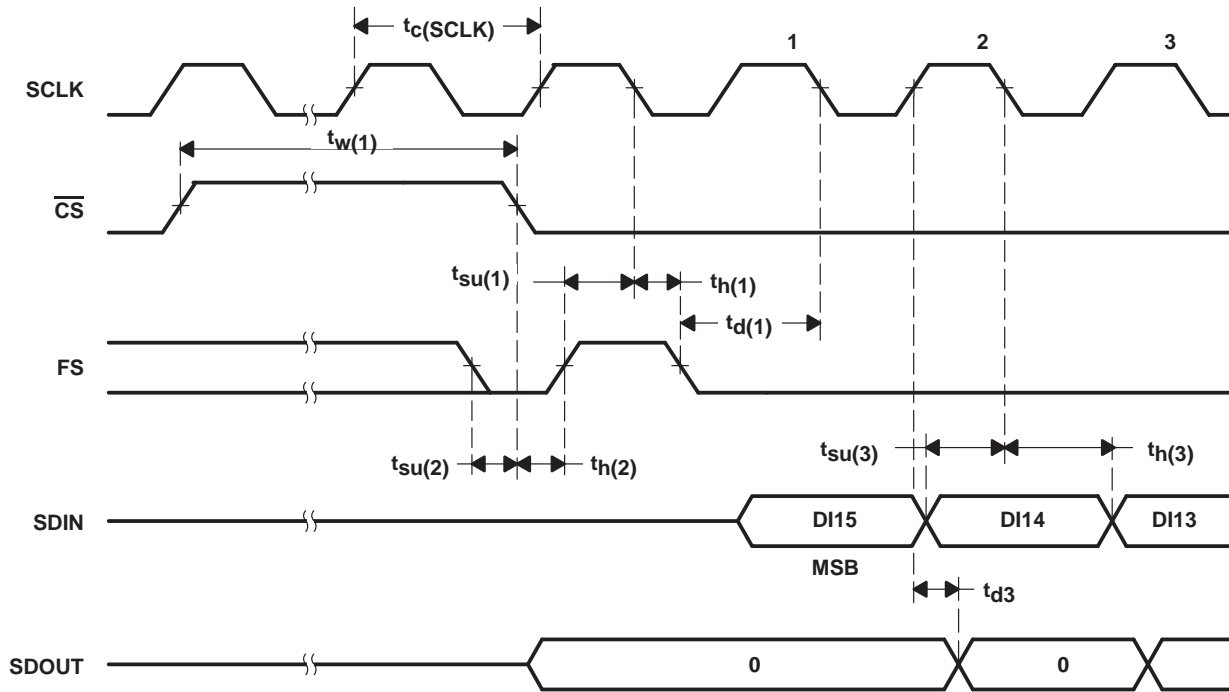 tc(SCLK)
1 2 3
SCLK
tw(1)
CS
tsu(1) th(1)
td(1)
FS
tsu(3) th(3)
tsu(2) th(2)
SDIN DI15 DI14 DI13
MSB
td3
SDOUT 0 0